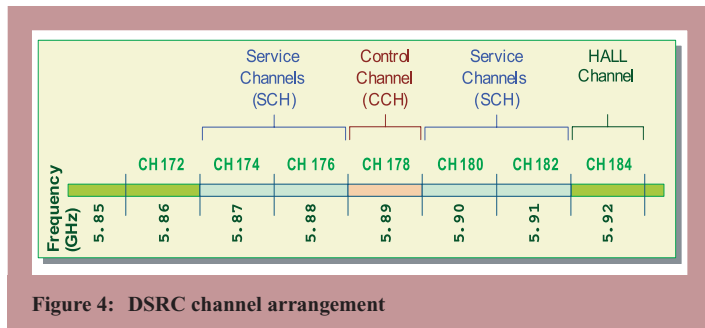 Service
Channels
(SCH)
Control
Channel
(CCH)
Service
Channels
(SCH)
HALL
Channel
CH 172 CH 174 CH 176 CH 178 CH 180 CH 182 CH 184
Frequency
(GHz)
5.85 5.86 5.87 5.88 5.89 5.90 5.91 5.92
Figure 4: DSRC channel arrangement